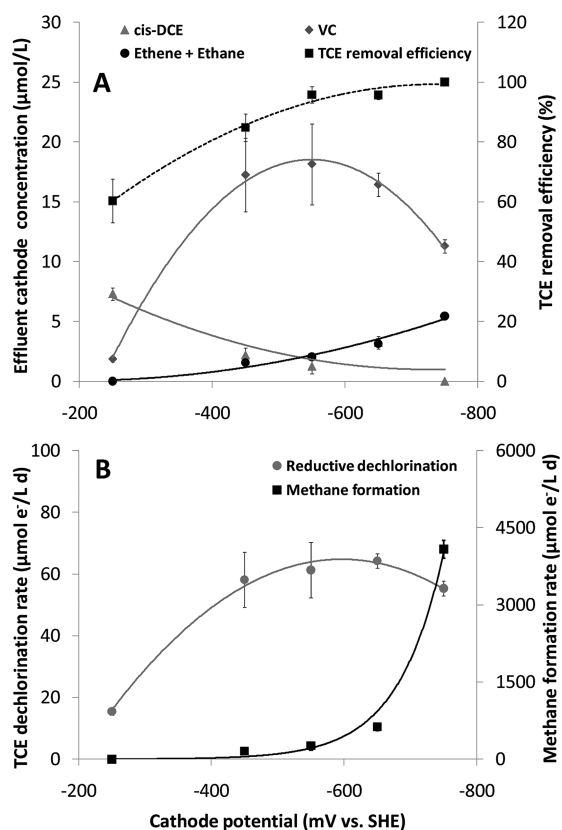 cis-DCE
VC
Ethene + Ethane
TCE removal efficiency
A
Effluent cathode concentration (µmol/L)
TCE removal efficiency (%)
30
25
20
15
10
5
0
120
100
80
60
40
20
0
-200
-400
-600
-800
B
Reductive dechlorination
Methane formation
TCE dechlorination rate (µmol e⁻/L d)
Methane formation rate (µmol e⁻/L d)
100
80
60
40
20
0
6000
4500
3000
1500
0
-200
-400
-600
-800
Cathode potential (mV vs. SHE)